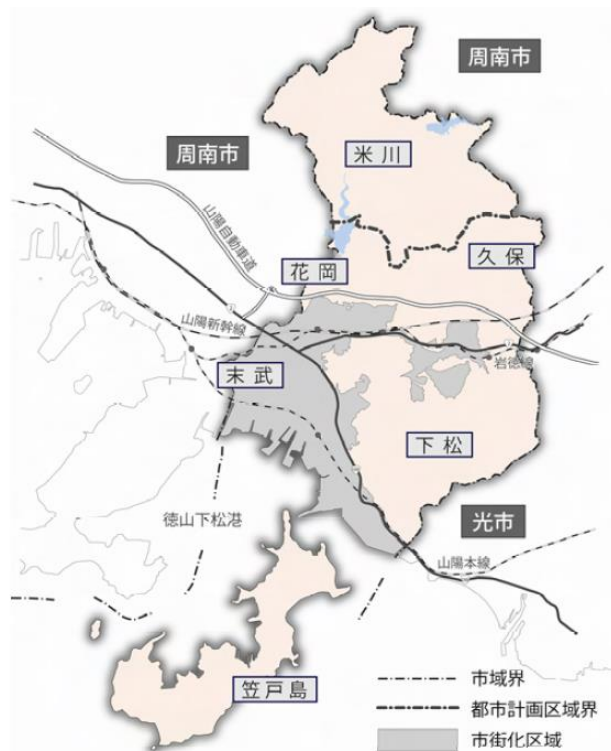 周南市
周南市
米川
山陽自動車道
花岡
久保
山陽新幹線
岩徳線
末武
下松
徳山下松港
光市
山陽本線
笠戸島
市域界
都市計画区域界
市街化区域